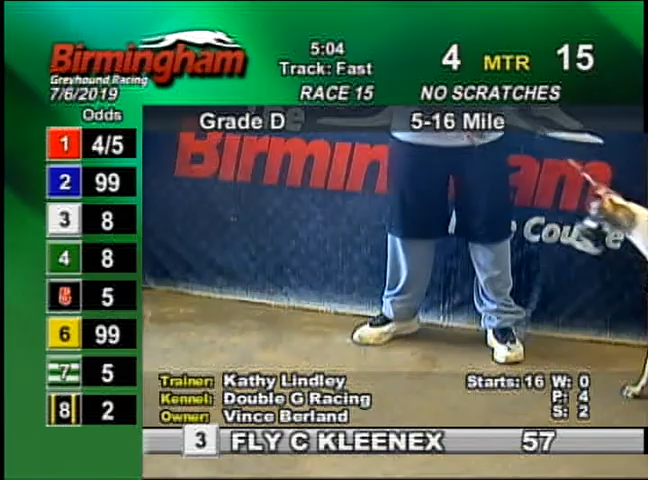 Birmingham
Greyhound Racing
7/6/2019
5:04
Track: Fast
RACE 15
4 MTR 15
NO SCRATCHES
Odds
1 4/5
2 99
3 8
4 8
5 5
6 99
7 5
8 2
Grade D 5-16 Mile
The
Birmin am
e Course
Trainer: Kathy Lindley
Kennel: Double G Racing
Owner: Vince Berland
Starts: 16 W: 0
P: 4
S: 2
3 FLY C KLEENEX 57